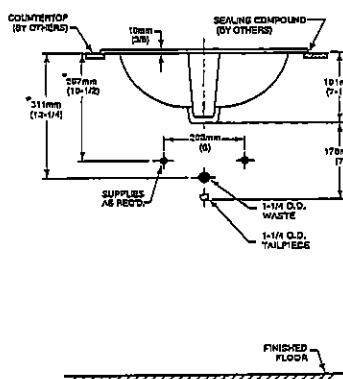 COUNTERTOP
(BY OTHERS)
10mm
(3/8)
SEALING COMPOUND
(BY OTHERS)
*267mm
(10-1/2)
*311mm
(12-1/4)
203mm
(8)
SUPPLIES
AS REQ'D.
1-1/4 O.D.
WASTE
1-1/4 O.D.
TAILPIECE
FINISHED
FLOOR